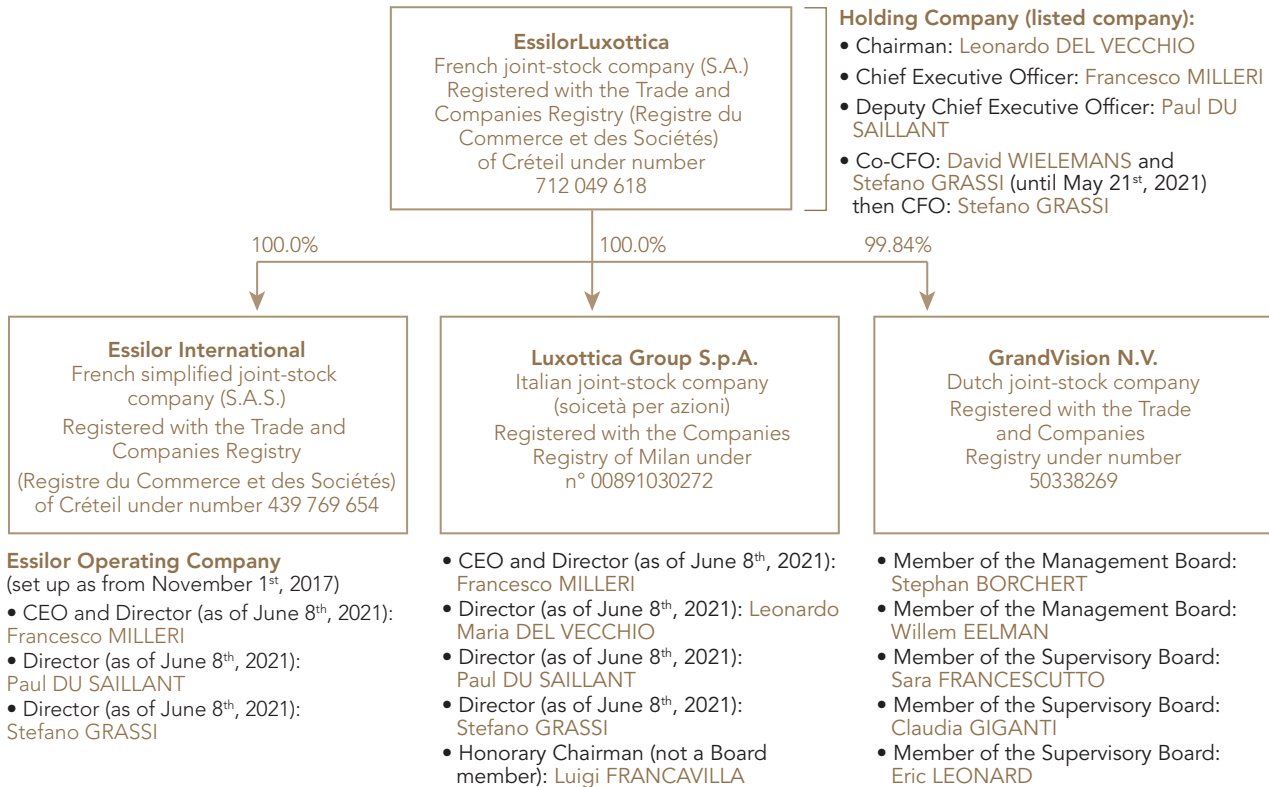 EssilorLuxottica
French joint-stock company (S.A.)
Registered with the Trade and
Companies Registry (Registre du
Commerce et des Sociétés)
of Créteil under number
712 049 618
Holding Company (listed company):
• Chairman: Leonardo DEL VECCHIO
• Chief Executive Officer: Francesco MILLERI
• Deputy Chief Executive Officer: Paul DU
SAILLANT
• Co-CFO: David WIELEMANS and
Stefano GRASSI (until May 21st, 2021)
then CFO: Stefano GRASSI
100.0%
100.0%
99.84%
Essilor International
French simplified joint-stock
company (S.A.S.)
Registered with the Trade and
Companies Registry
(Registre du Commerce et des Sociétés)
of Créteil under number 439 769 654
Essilor Operating Company
(set up as from November 1st, 2017)
• CEO and Director (as of June 8th, 2021):
Francesco MILLERI
• Director (as of June 8th, 2021):
Paul DU SAILLANT
• Director (as of June 8th, 2021):
Stefano GRASSI
Luxottica Group S.p.A.
Italian joint-stock company
(soicetà per azioni)
Registered with the Companies
Registry of Milan under
n° 00891030272
• CEO and Director (as of June 8th, 2021):
Francesco MILLERI
• Director (as of June 8th, 2021): Leonardo
Maria DEL VECCHIO
• Director (as of June 8th, 2021):
Paul DU SAILLANT
• Director (as of June 8th, 2021):
Stefano GRASSI
• Honorary Chairman (not a Board
member): Luigi FRANCAVILLA
GrandVision N.V.
Dutch joint-stock company
Registered with the Trade
and Companies
Registry under number
50338269
• Member of the Management Board:
Stephan BORCHERT
• Member of the Management Board:
Willem EELMAN
• Member of the Supervisory Board:
Sara FRANCESCUTTO
• Member of the Supervisory Board:
Claudia GIGANTI
• Member of the Supervisory Board:
Eric LEONARD